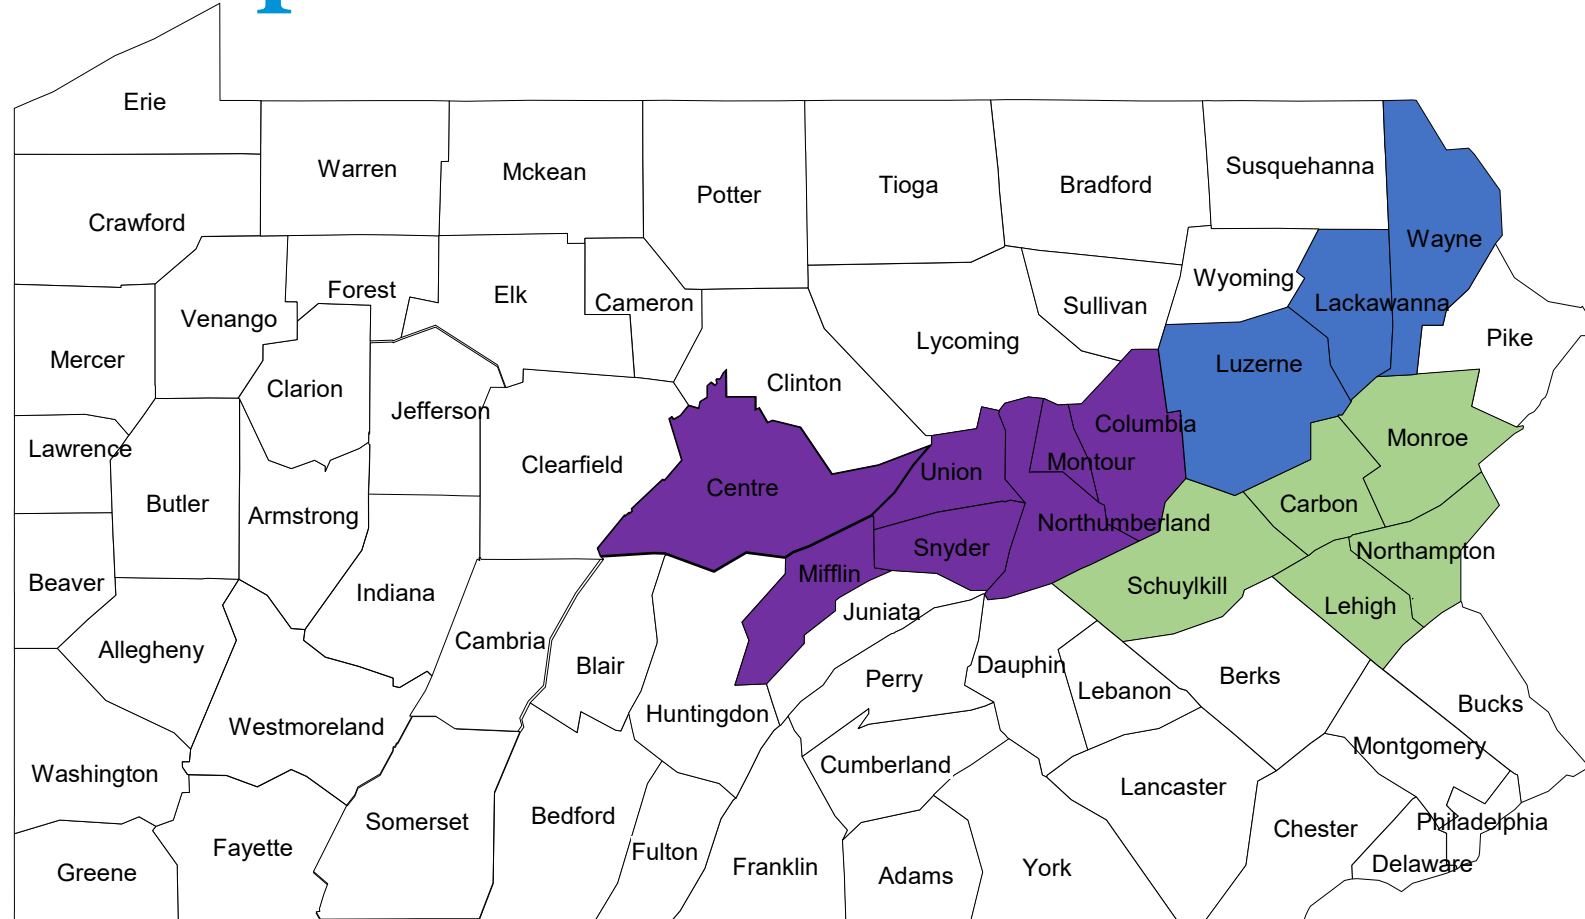 Erie
Warren
Mckean
Potter
Tioga
Bradford
Susquehanna
Crawford
Wayne
Forest
Elk
Cameron
Wyoming
Venango
Sullivan
Lackawanna
Mercer
Lycoming
Pike
Clarion
Clinton
Luzerne
Jefferson
Columbia
Lawrence
Clearfield
Union
Montour
Monroe
Butler
Armstrong
Centre
Northumberland
Carbon
Beaver
Indiana
Mifflin
Snyder
Schuylkill
Northampton
Allegheny
Cambria
Blair
Juniata
Lehigh
Westmoreland
Huntingdon
Perry
Dauphin
Lebanon
Berks
Bucks
Washington
Cumberland
Lancaster
Montgomery
Somerset
Bedford
Chester
Philadelphia
Greene
Fayette
Fulton
Franklin
Adams
York
Delaware